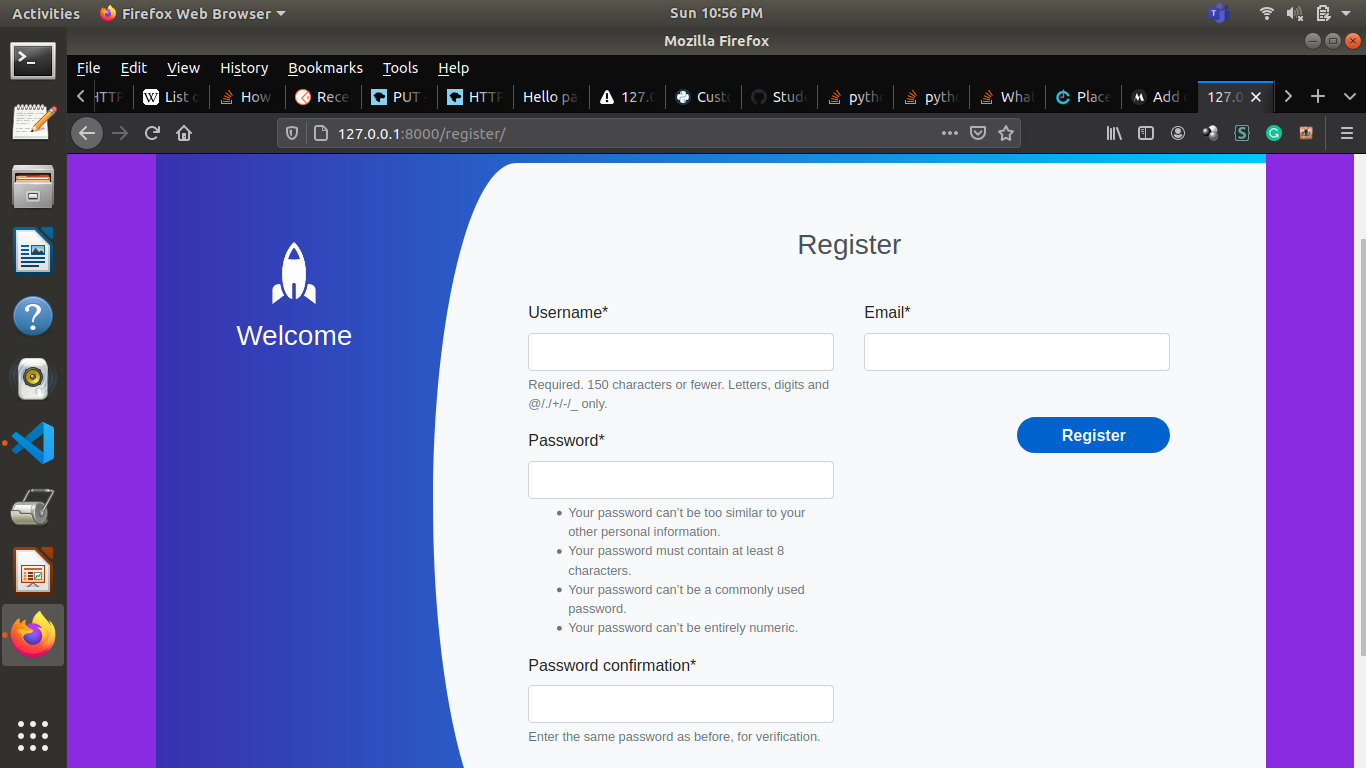 Activities Firefox Web Browser Sun 10:56 PM
Mozilla Firefox
File Edit View History Bookmarks Tools Help
HTTP List How Rece PUT - HTTP Hello pa 127.0 Custo Stud pytho pytho What Place Add 127.0
127.0.0.1:8000/register/
Register
Welcome
Username*
Email*
Required. 150 characters or fewer. Letters, digits and
@/./+/-/_ only.
Register
Password*
Your password can't be too similar to your
other personal information.
Your password must contain at least 8
characters.
Your password can't be a commonly used
password.
Your password can't be entirely numeric.
Password confirmation*
Enter the same password as before, for verification.